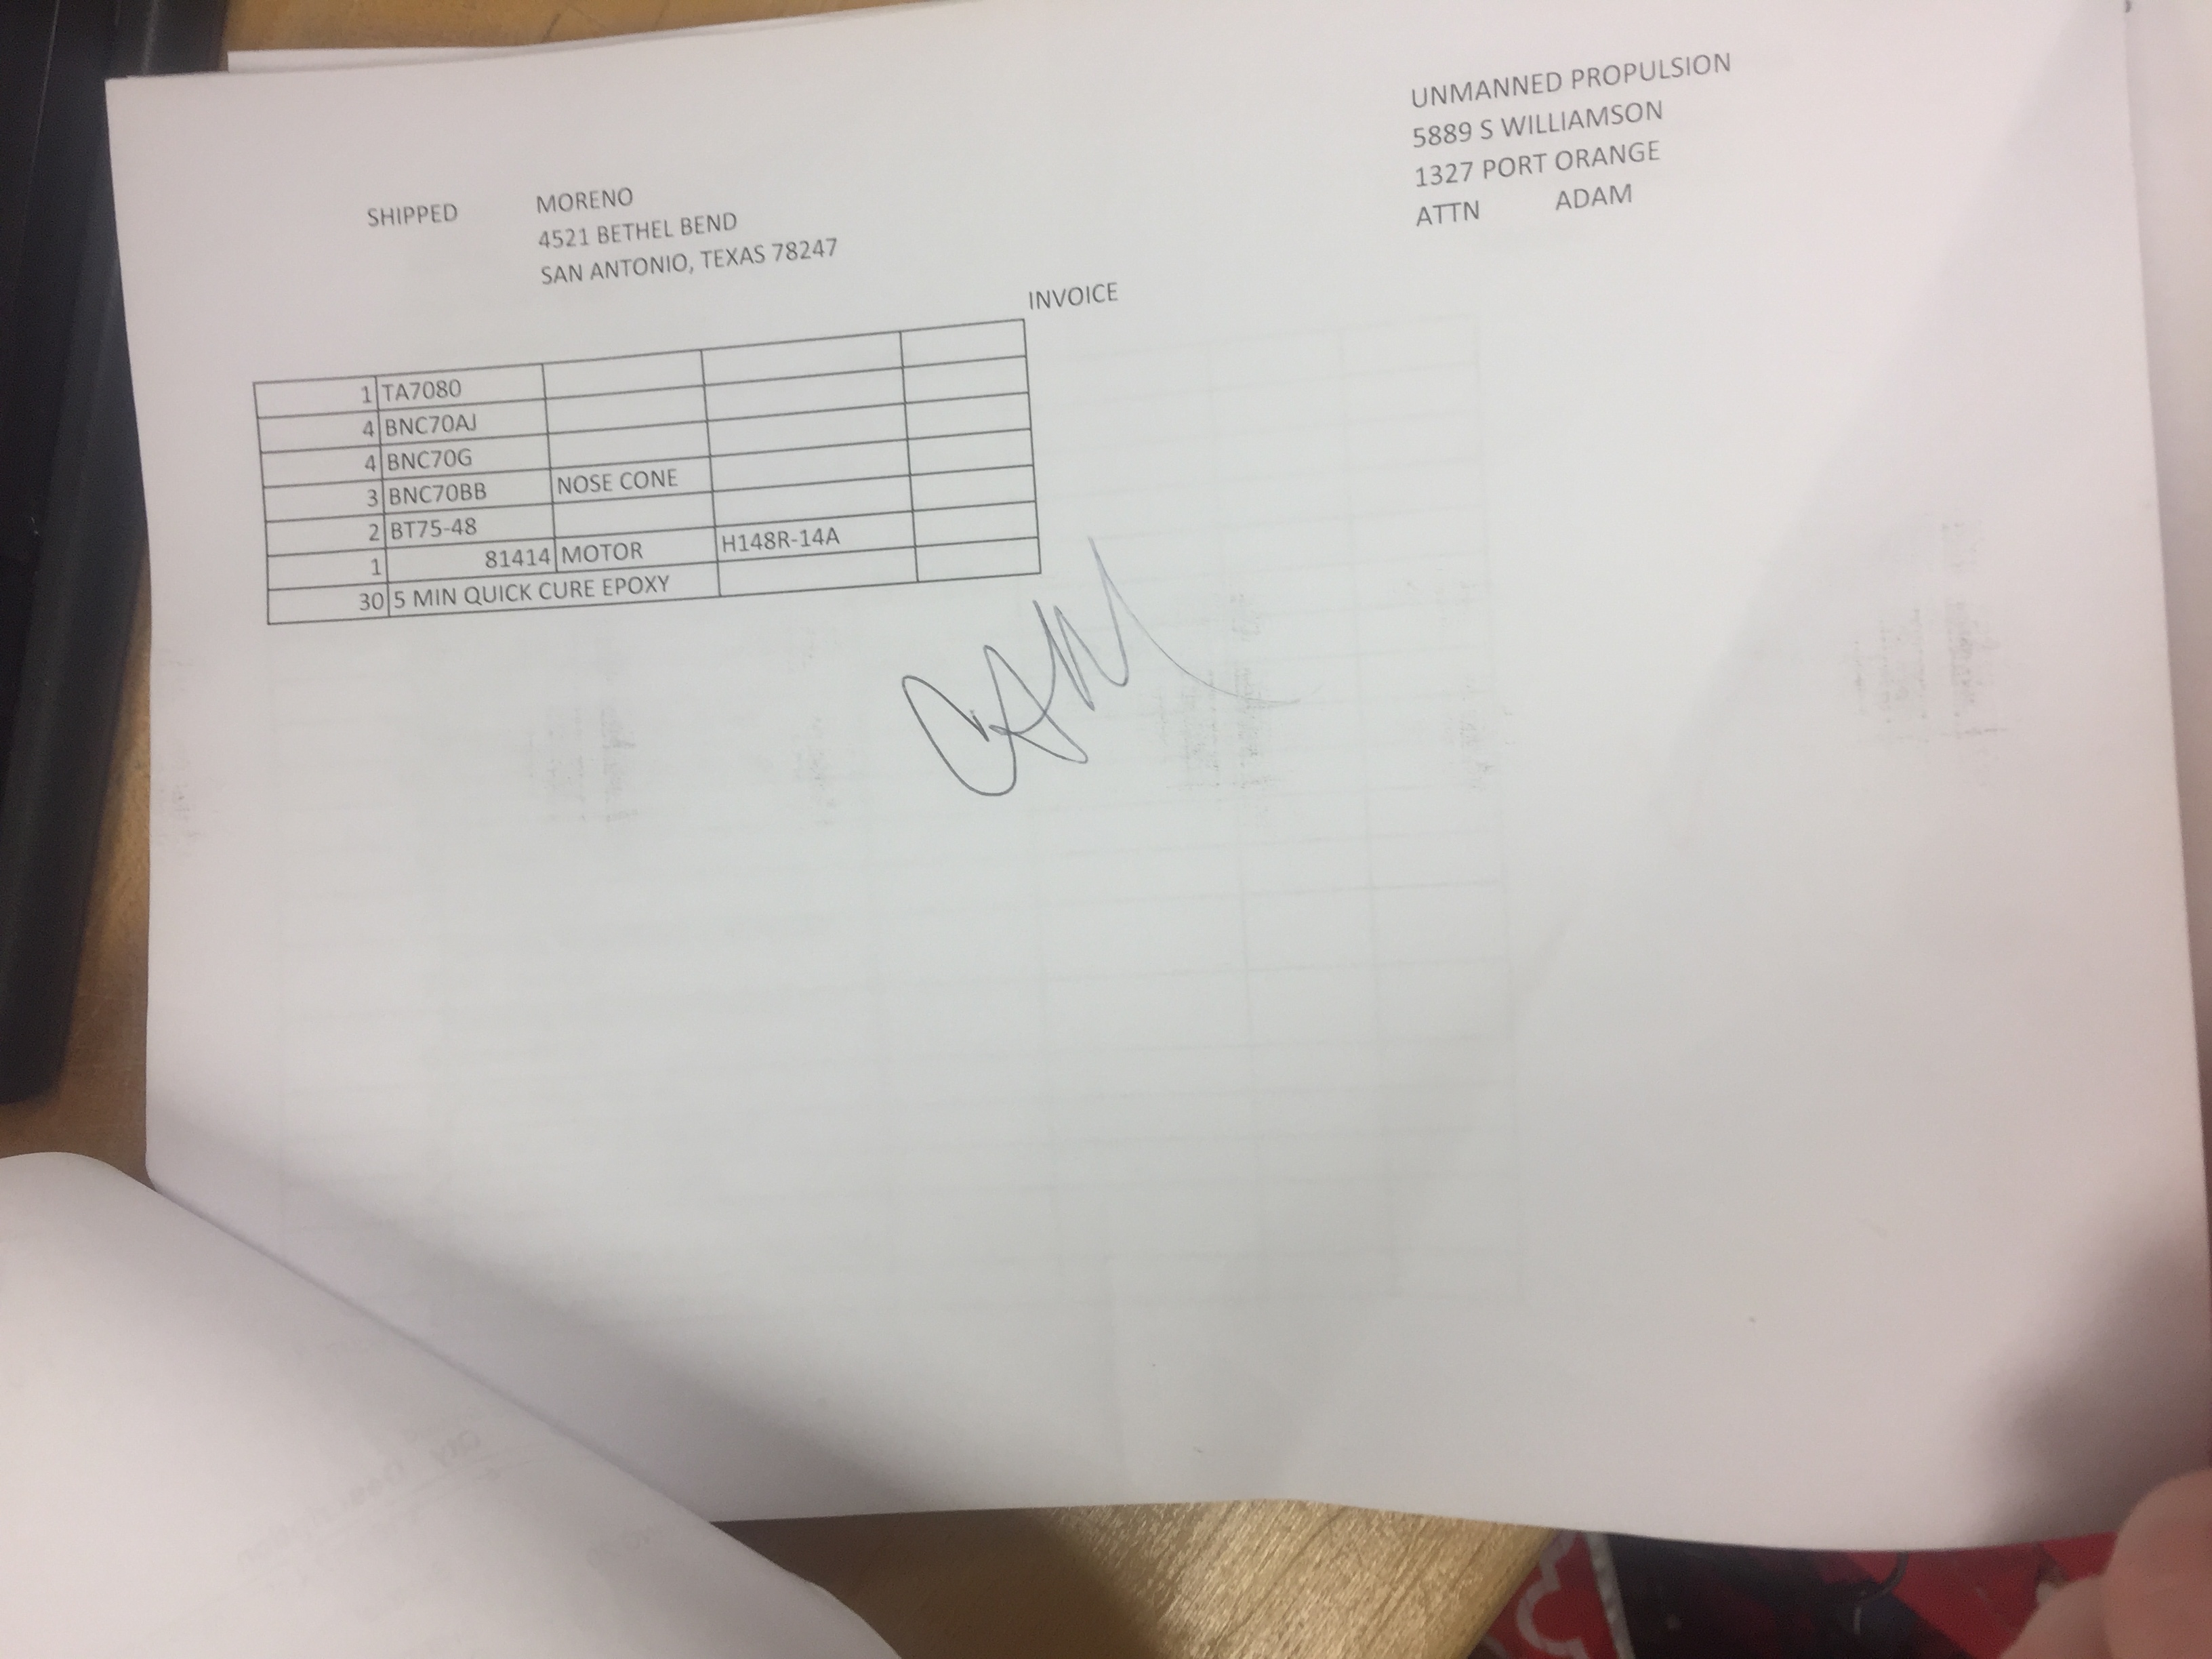 UNMANNED PROPULSION
5889 S WILLIAMSON
1327 PORT ORANGE
ATTN ADAM
SHIPPED MORENO
4521 BETHEL BEND
SAN ANTONIO, TEXAS 78247
INVOICE
1 TA7080
4 BNC70AJ
4 BNC70G
3 BNC70BB NOSE CONE
2 BT75-48
1 81414 MOTOR H148R-14A
30 5 MIN QUICK CURE EPOXY